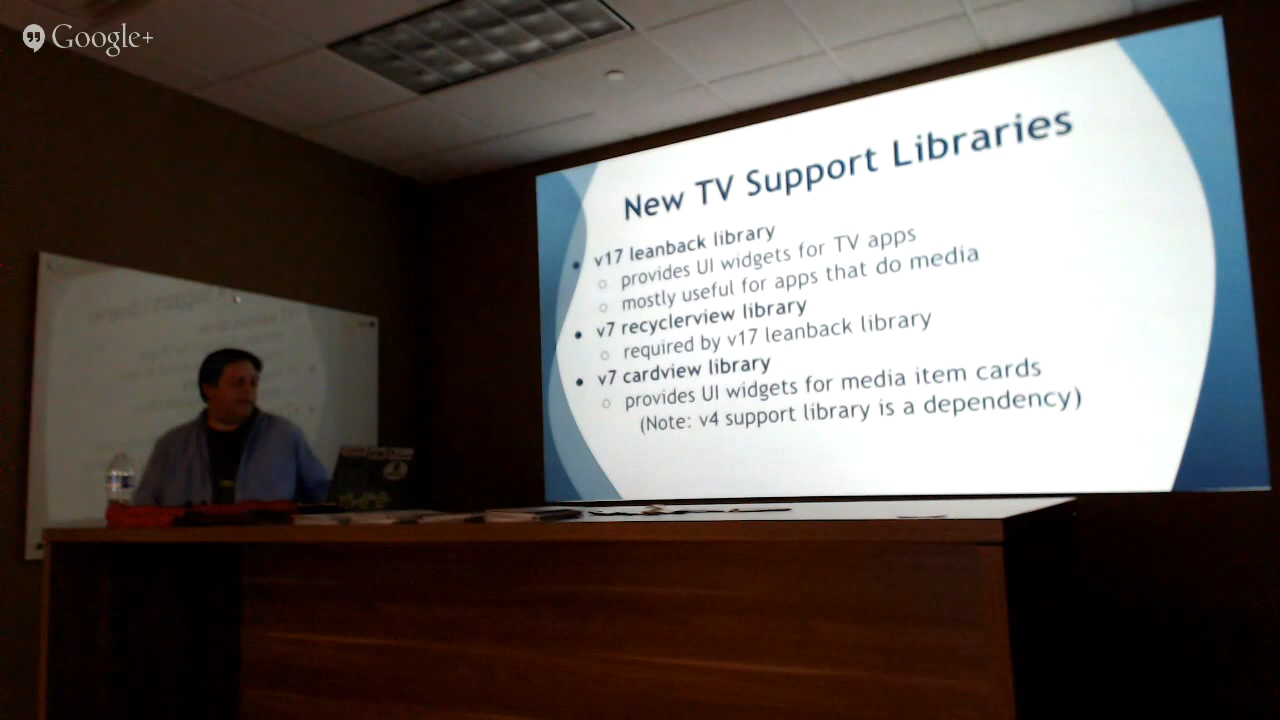 Google+
New TV Support Libraries
• v17 leanback library
○ provides UI widgets for TV apps
○ mostly useful for apps that do media
• v7 recyclerview library
○ required by v17 leanback library
• v7 cardview library
○ provides UI widgets for media item cards
(Note: v4 support library is a dependency)